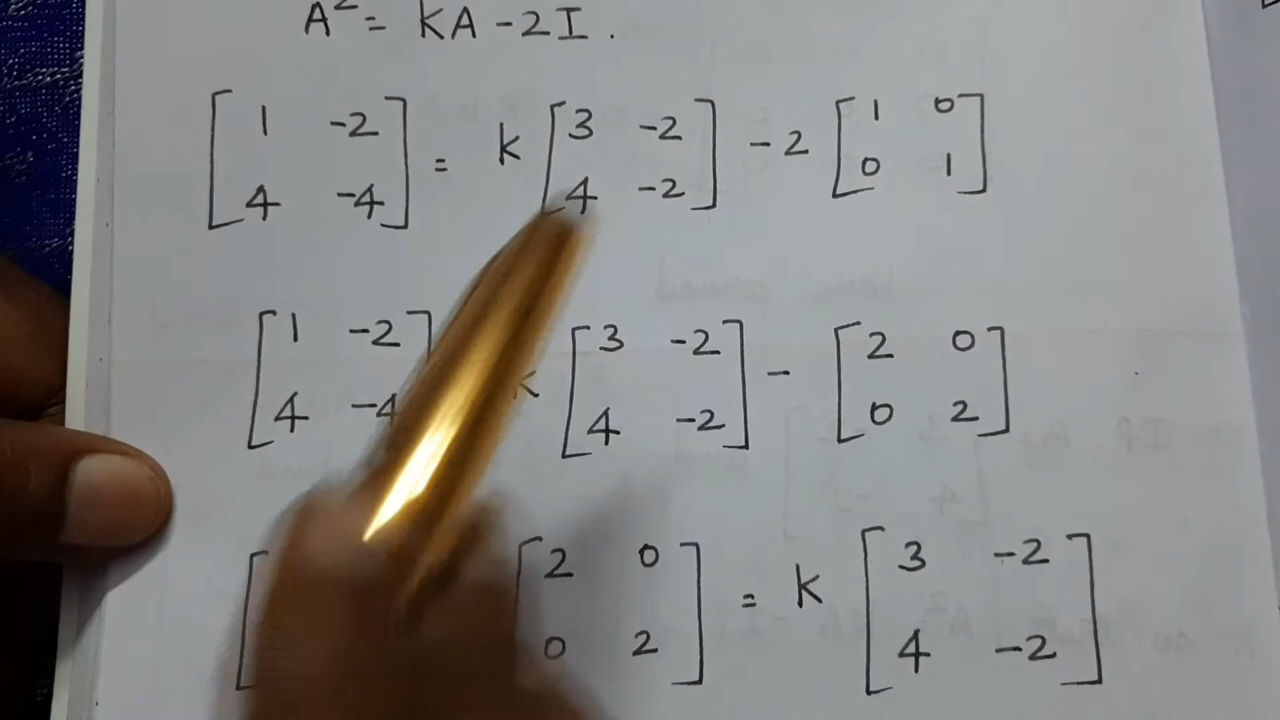 A² = KA - 2I.
[1 -2; 4 -4] = K [3 -2; 4 -2] - 2 [1 0; 0 1]
[1 -2; 4 -4 K [3 -2; 4 -2] - [2 0; 0 2]
[ [2 0; 0 2] = K [3 -2; 4 -2]